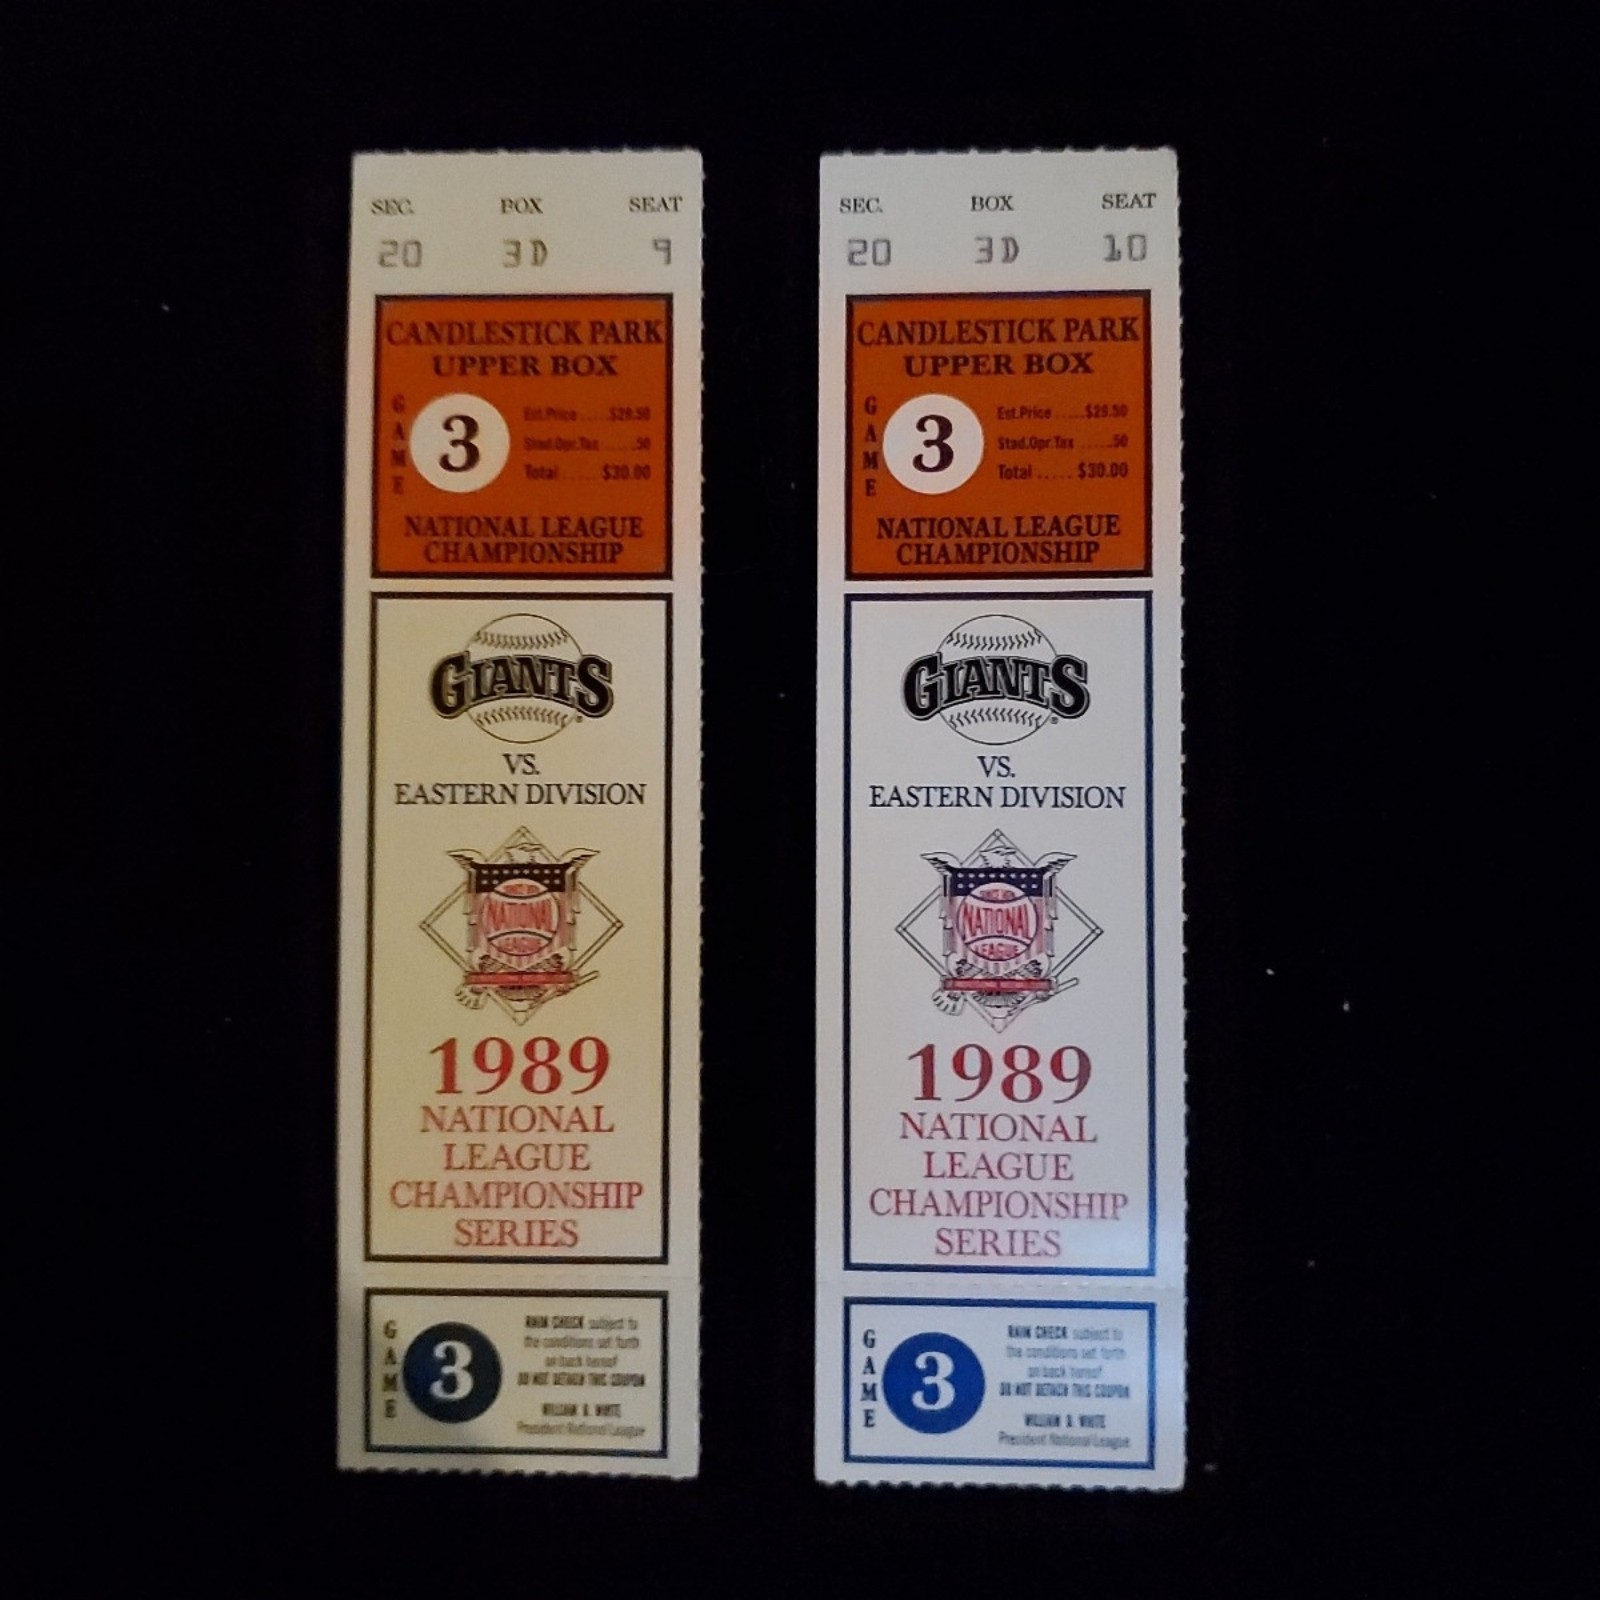 SEC. BOX SEAT
20 3D 9
CANDLESTICK PARK
UPPER BOX
GAME
3
Est.Price .....$29.50
Stad.Opr.Tax .....50
Total ..... $30.00
NATIONAL LEAGUE
CHAMPIONSHIP
GIANTS
VS.
EASTERN DIVISION
NATIONAL
LEAGUE
1989
NATIONAL
LEAGUE
CHAMPIONSHIP
SERIES
GAME
3
RAIN CHECK subject to
the conditions set forth
on back hereof
DO NOT DETACH THIS COUPON
WILLIAM D. WHITE
President National League
SEC. BOX SEAT
20 3D 10
CANDLESTICK PARK
UPPER BOX
GAME
3
Est.Price .....$29.50
Stad.Opr.Tax .....50
Total ..... $30.00
NATIONAL LEAGUE
CHAMPIONSHIP
GIANTS
VS.
EASTERN DIVISION
NATIONAL
LEAGUE
1989
NATIONAL
LEAGUE
CHAMPIONSHIP
SERIES
GAME
3
RAIN CHECK subject to
the conditions set forth
on back hereof
DO NOT DETACH THIS COUPON
WILLIAM D. WHITE
President National League